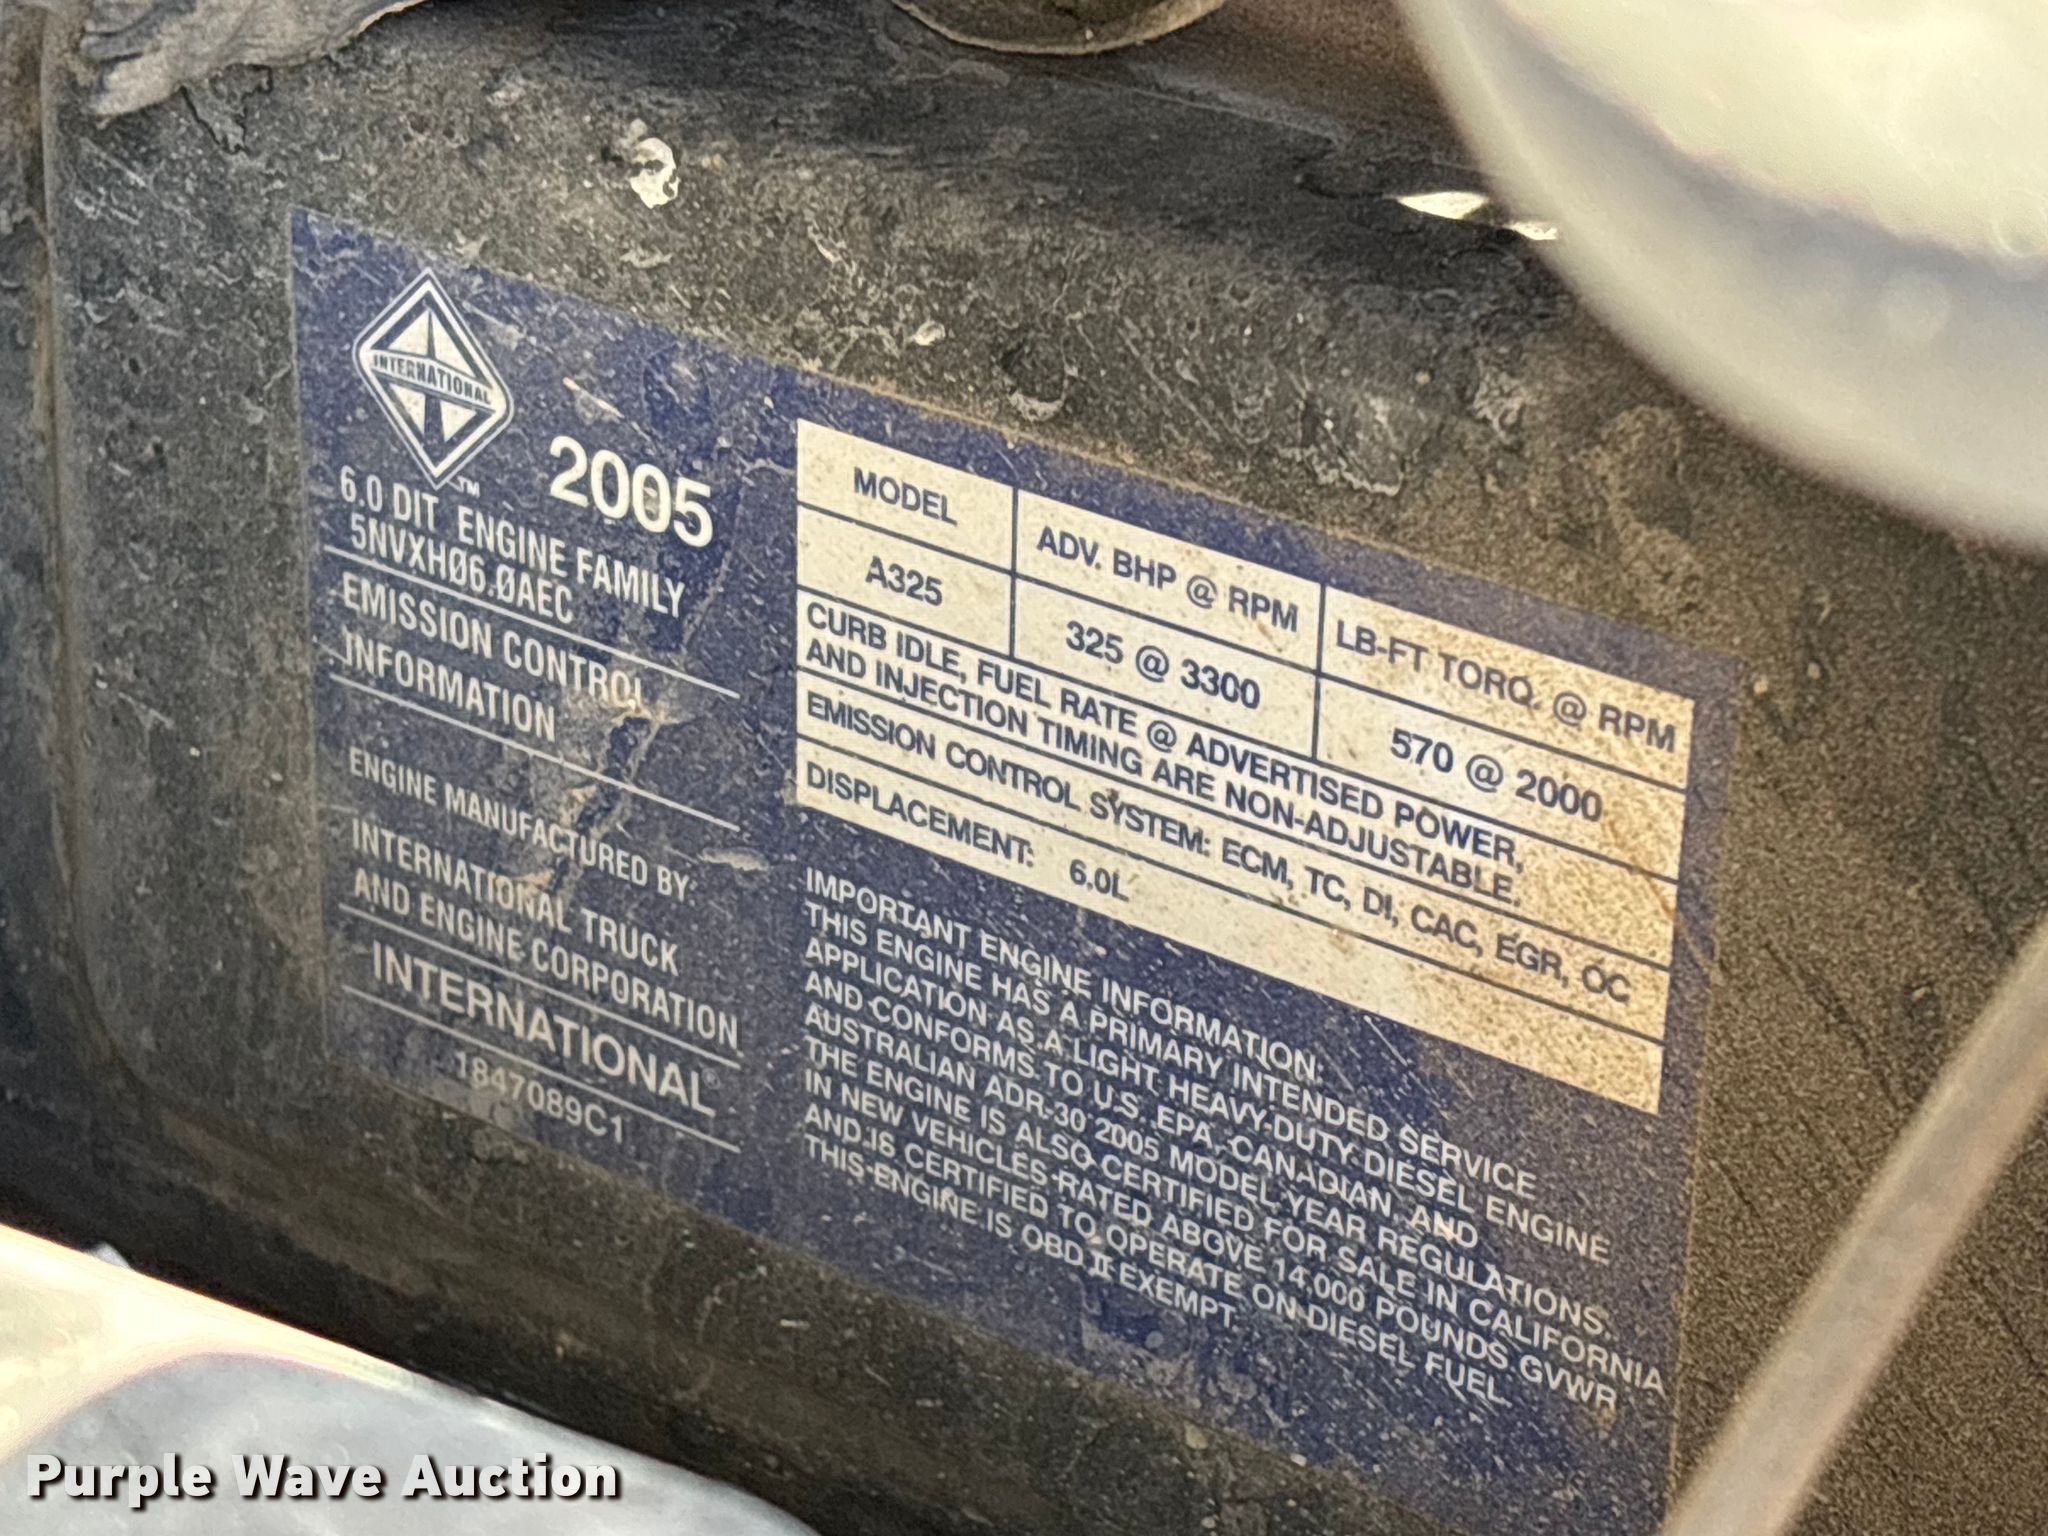 INTERNATIONAL
TM
2005
6.0 DIT ENGINE FAMILY
5NVXHØ6.ØAEC
EMISSION CONTROL
INFORMATION
ENGINE MANUFACTURED BY:
INTERNATIONAL TRUCK
AND ENGINE CORPORATION
INTERNATIONAL®
1847089C1
MODEL ADV. BHP @ RPM LB-FT TORQ. @ RPM
A325 325 @ 3300 570 @ 2000
CURB IDLE, FUEL RATE @ ADVERTISED POWER,
AND INJECTION TIMING ARE NON-ADJUSTABLE.
EMISSION CONTROL SYSTEM: ECM, TC, DI, CAC, EGR, OC
DISPLACEMENT: 6.0L
IMPORTANT ENGINE INFORMATION:
THIS ENGINE HAS A PRIMARY INTENDED SERVICE
APPLICATION AS A LIGHT HEAVY-DUTY DIESEL ENGINE
AND CONFORMS TO U.S. EPA, CANADIAN, AND
AUSTRALIAN ADR-30 2005 MODEL YEAR REGULATIONS.
THE ENGINE IS ALSO CERTIFIED FOR SALE IN CALIFORNIA
IN NEW VEHICLES RATED ABOVE 14,000 POUNDS GVWR
AND IS CERTIFIED TO OPERATE ON DIESEL FUEL.
THIS ENGINE IS OBD II EXEMPT.
Purple Wave Auction